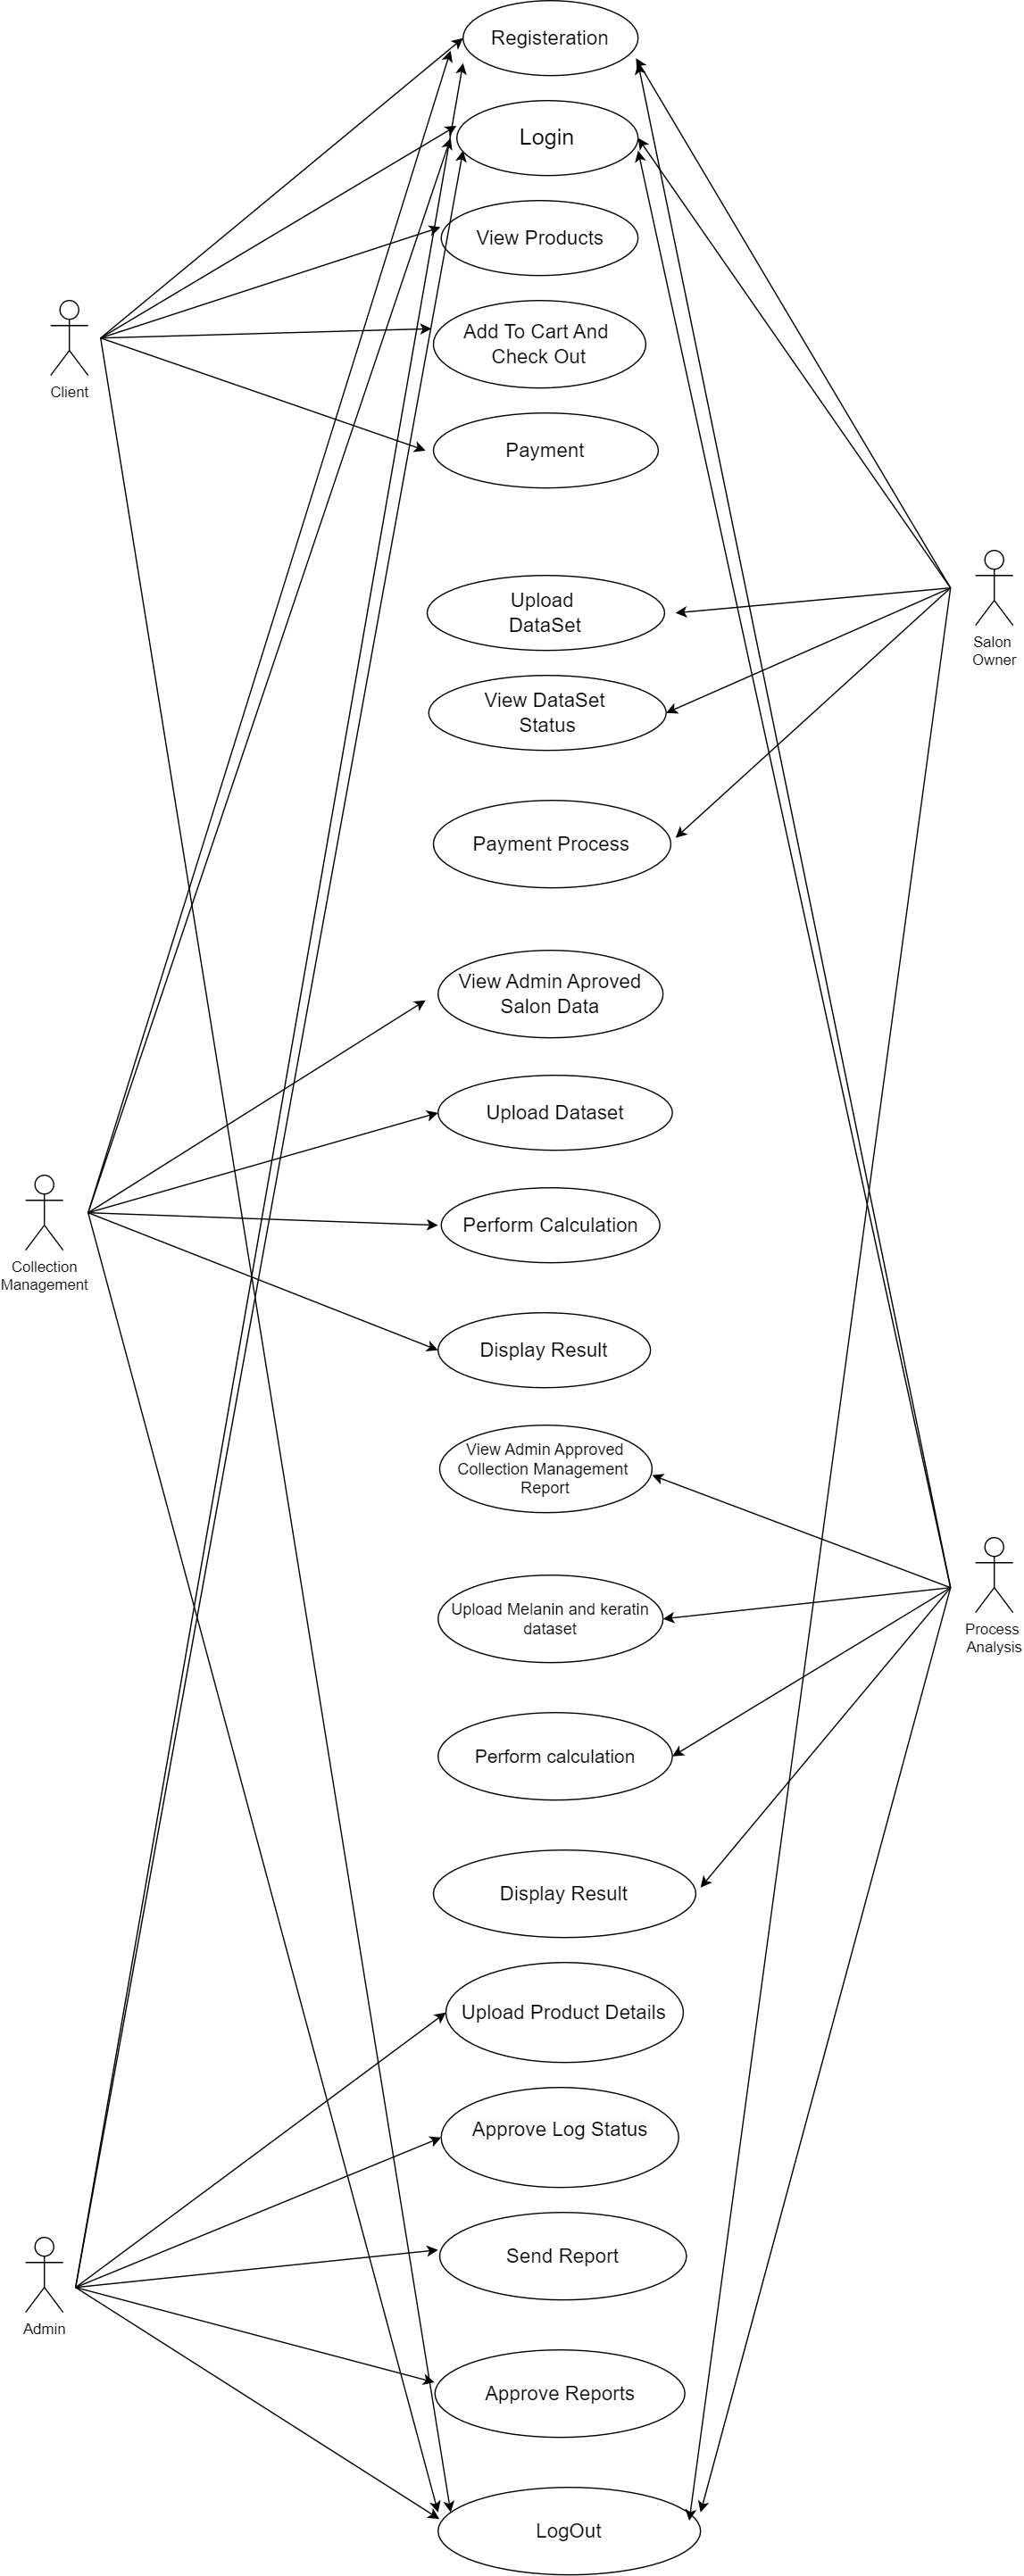 Registeration
Login
View Products
Client
Add To Cart And
Check Out
Payment
Upload
DataSet
Salon
Owner
View DataSet
Status
Payment Process
View Admin Aproved
Salon Data
Upload Dataset
Perform Calculation
Collection
Management
Display Result
View Admin Approved
Collection Management
Report
Upload Melanin and keratin
dataset
Process
Analysis
Perform calculation
Display Result
Upload Product Details
Approve Log Status
Send Report
Admin
Approve Reports
LogOut